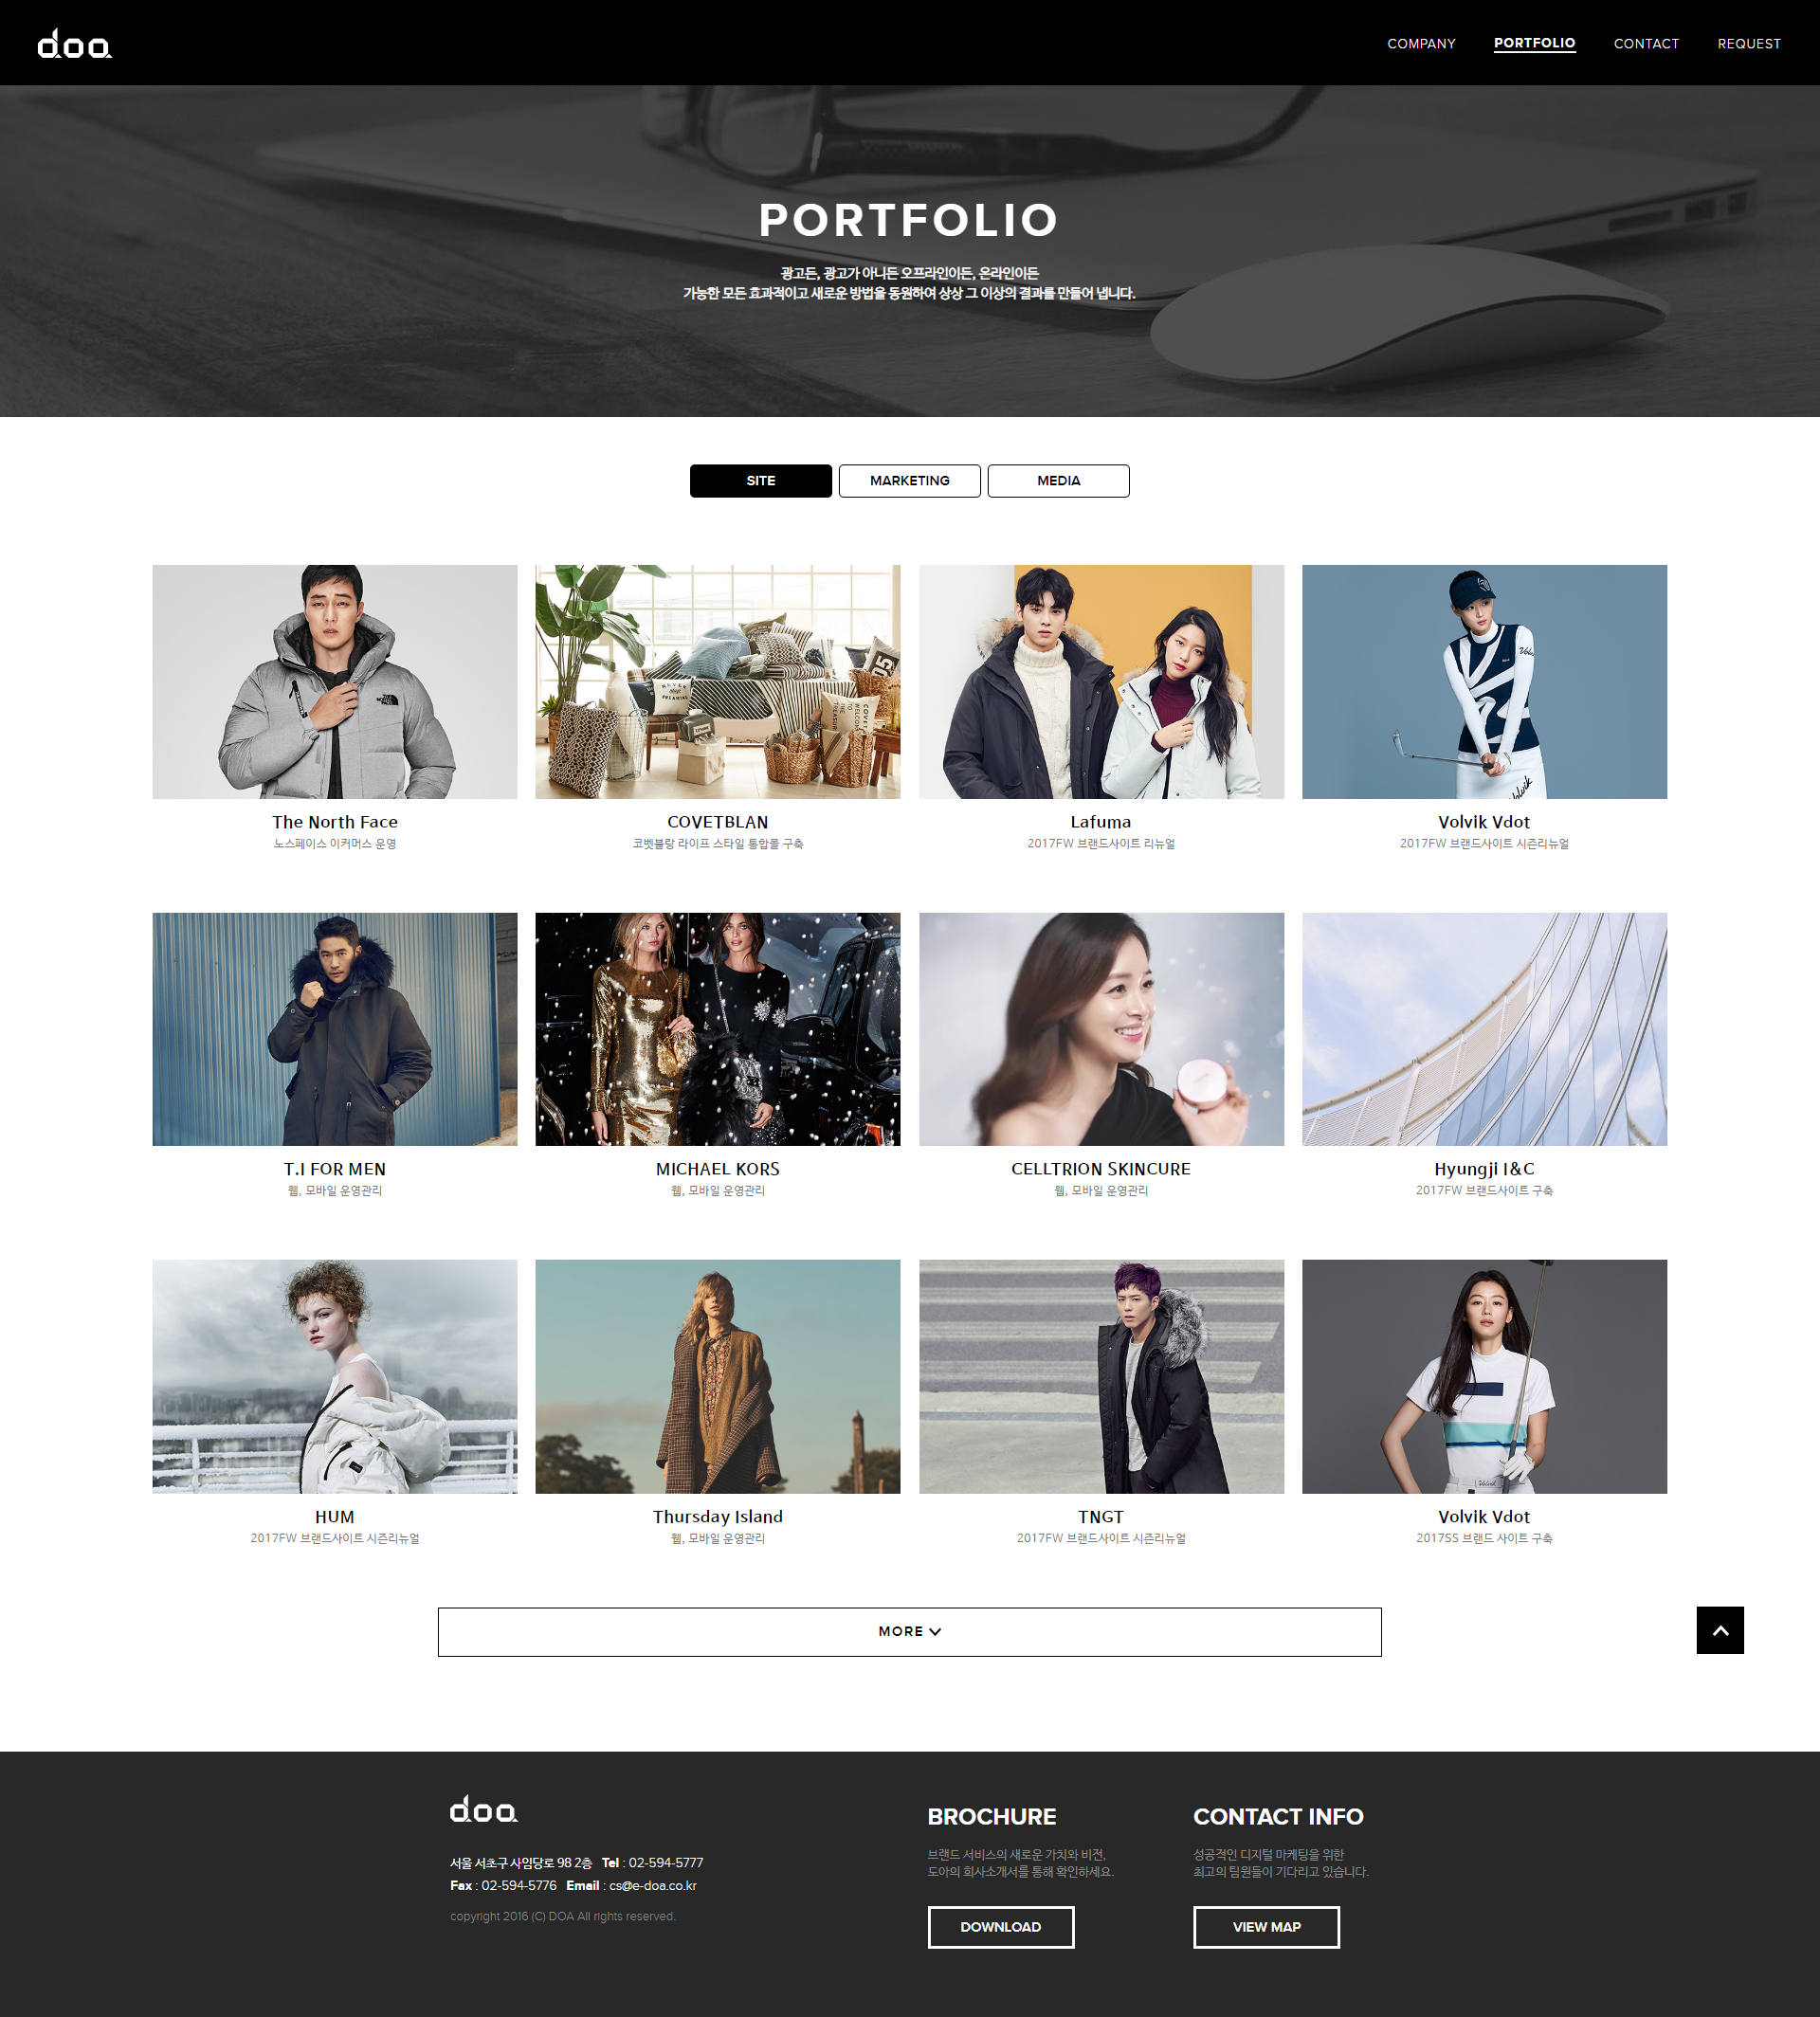 doa
COMPANY PORTFOLIO CONTACT REQUEST
PORTFOLIO
광고든, 광고가 아니든 오프라인이든, 온라인이든
가능한 모든 효과적이고 새로운 방법을 동원하여 상상 그 이상의 결과를 만들어 냅니다.
SITE MARKETING MEDIA
The North Face
노스페이스 이커머스 운영
COVETBLAN
코벳블랑 라이프 스타일 통합몰 구축
Lafuma
2017FW 브랜드사이트 리뉴얼
Volvik Vdot
2017FW 브랜드사이트 시즌리뉴얼
T.I FOR MEN
웹, 모바일 운영관리
MICHAEL KORS
웹, 모바일 운영관리
CELLTRION SKINCURE
웹, 모바일 운영관리
Hyungji I&C
2017FW 브랜드사이트 구축
HUM
2017FW 브랜드사이트 시즌리뉴얼
Thursday Island
웹, 모바일 운영관리
TNGT
2017FW 브랜드사이트 시즌리뉴얼
Volvik Vdot
2017SS 브랜드 사이트 구축
MORE
doa
서울 서초구 사임당로 98 2층 Tel : 02-594-5777
Fax : 02-594-5776 Email : cs@e-doa.co.kr
copyright 2016 (C) DOA All rights reserved.
BROCHURE
브랜드 서비스의 새로운 가치와 비전,
도아의 회사소개서를 통해 확인하세요.
DOWNLOAD
CONTACT INFO
성공적인 디지털 마케팅을 위한
최고의 팀원들이 기다리고 있습니다.
VIEW MAP